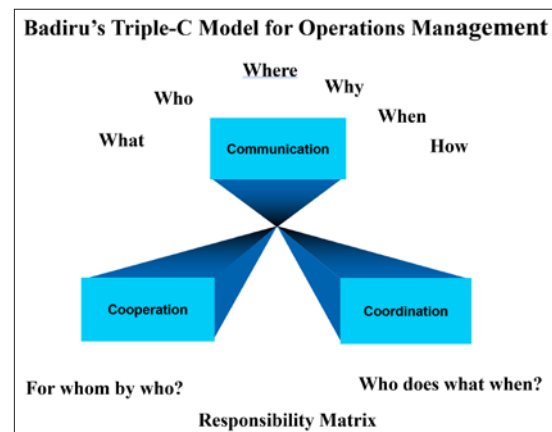 Badiru's Triple-C Model for Operations Management
Where
Why
Who
When
What
How
Communication
Cooperation
Coordination
For whom by who?
Who does what when?
Responsibility Matrix